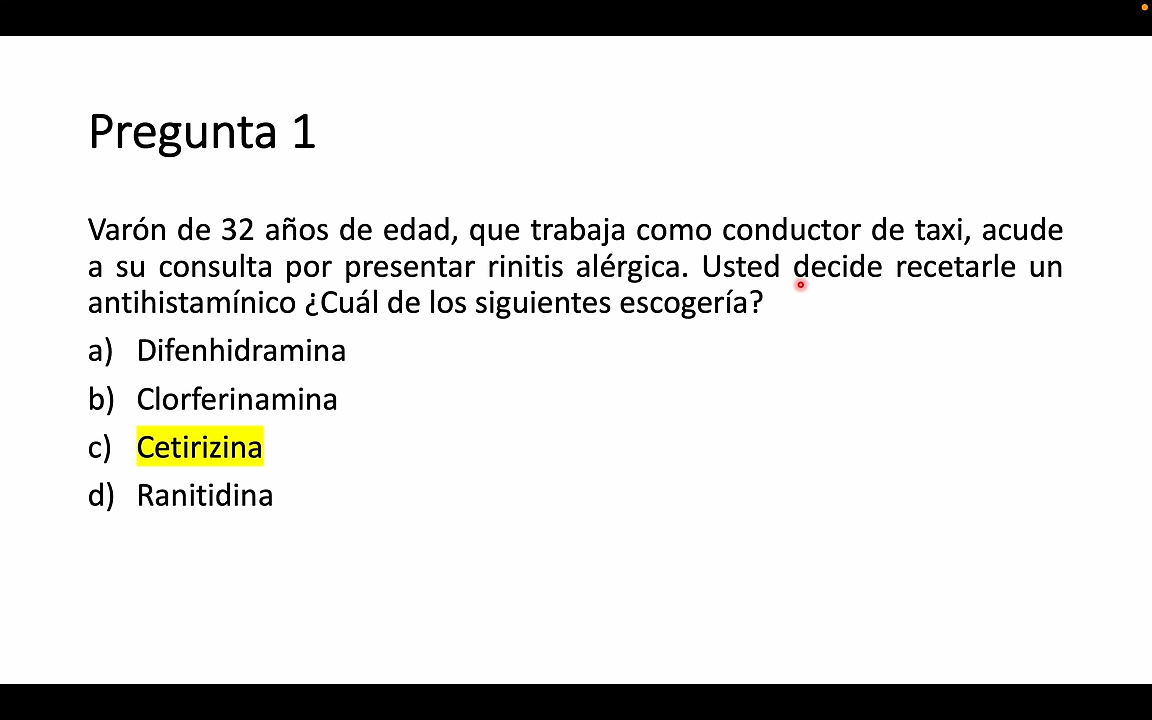 Pregunta 1
Varón de 32 años de edad, que trabaja como conductor de taxi, acude
a su consulta por presentar rinitis alérgica. Usted decide recetarle un
antihistamínico ¿Cuál de los siguientes escogería?
a) Difenhidramina
b) Clorferinamina
c) Cetirizina
d) Ranitidina